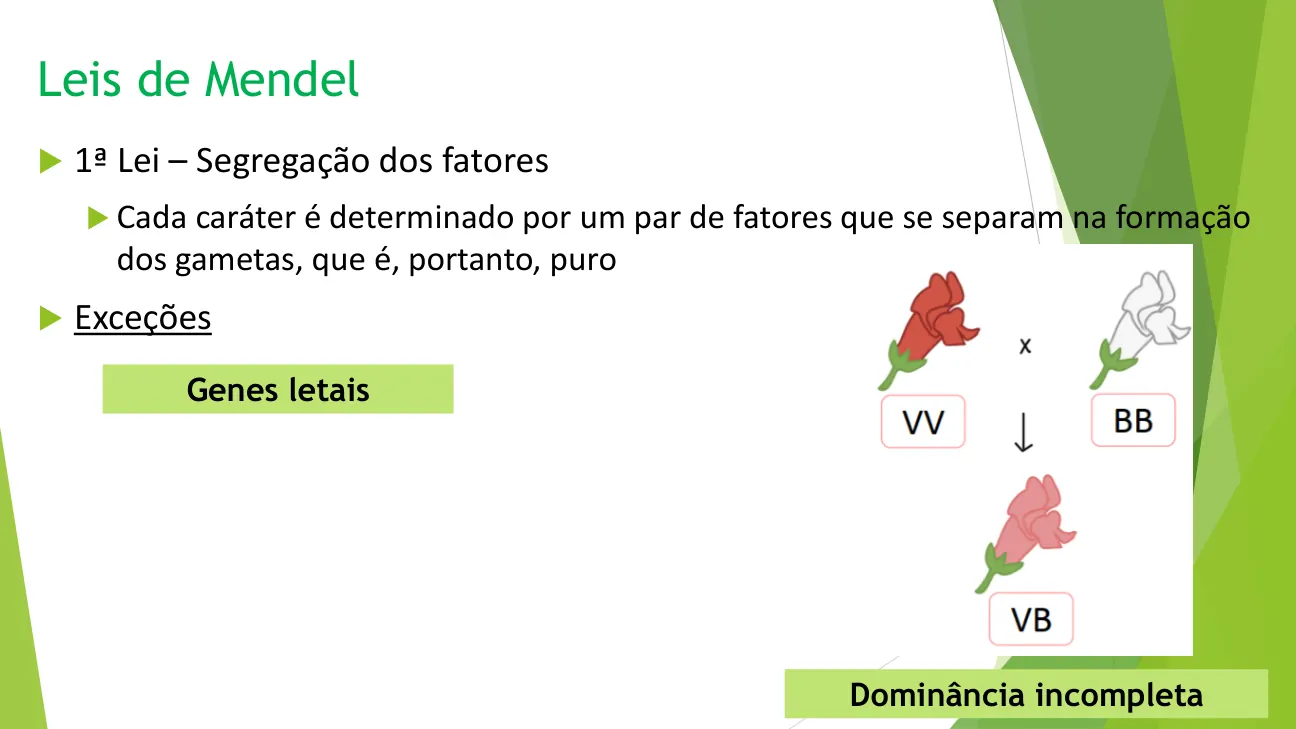 Leis de Mendel
1ª Lei – Segregação dos fatores
Cada caráter é determinado por um par de fatores que se separam na formação
dos gametas, que é, portanto, puro
Exceções
Genes letais
x
VV
BB
VB
Dominância incompleta